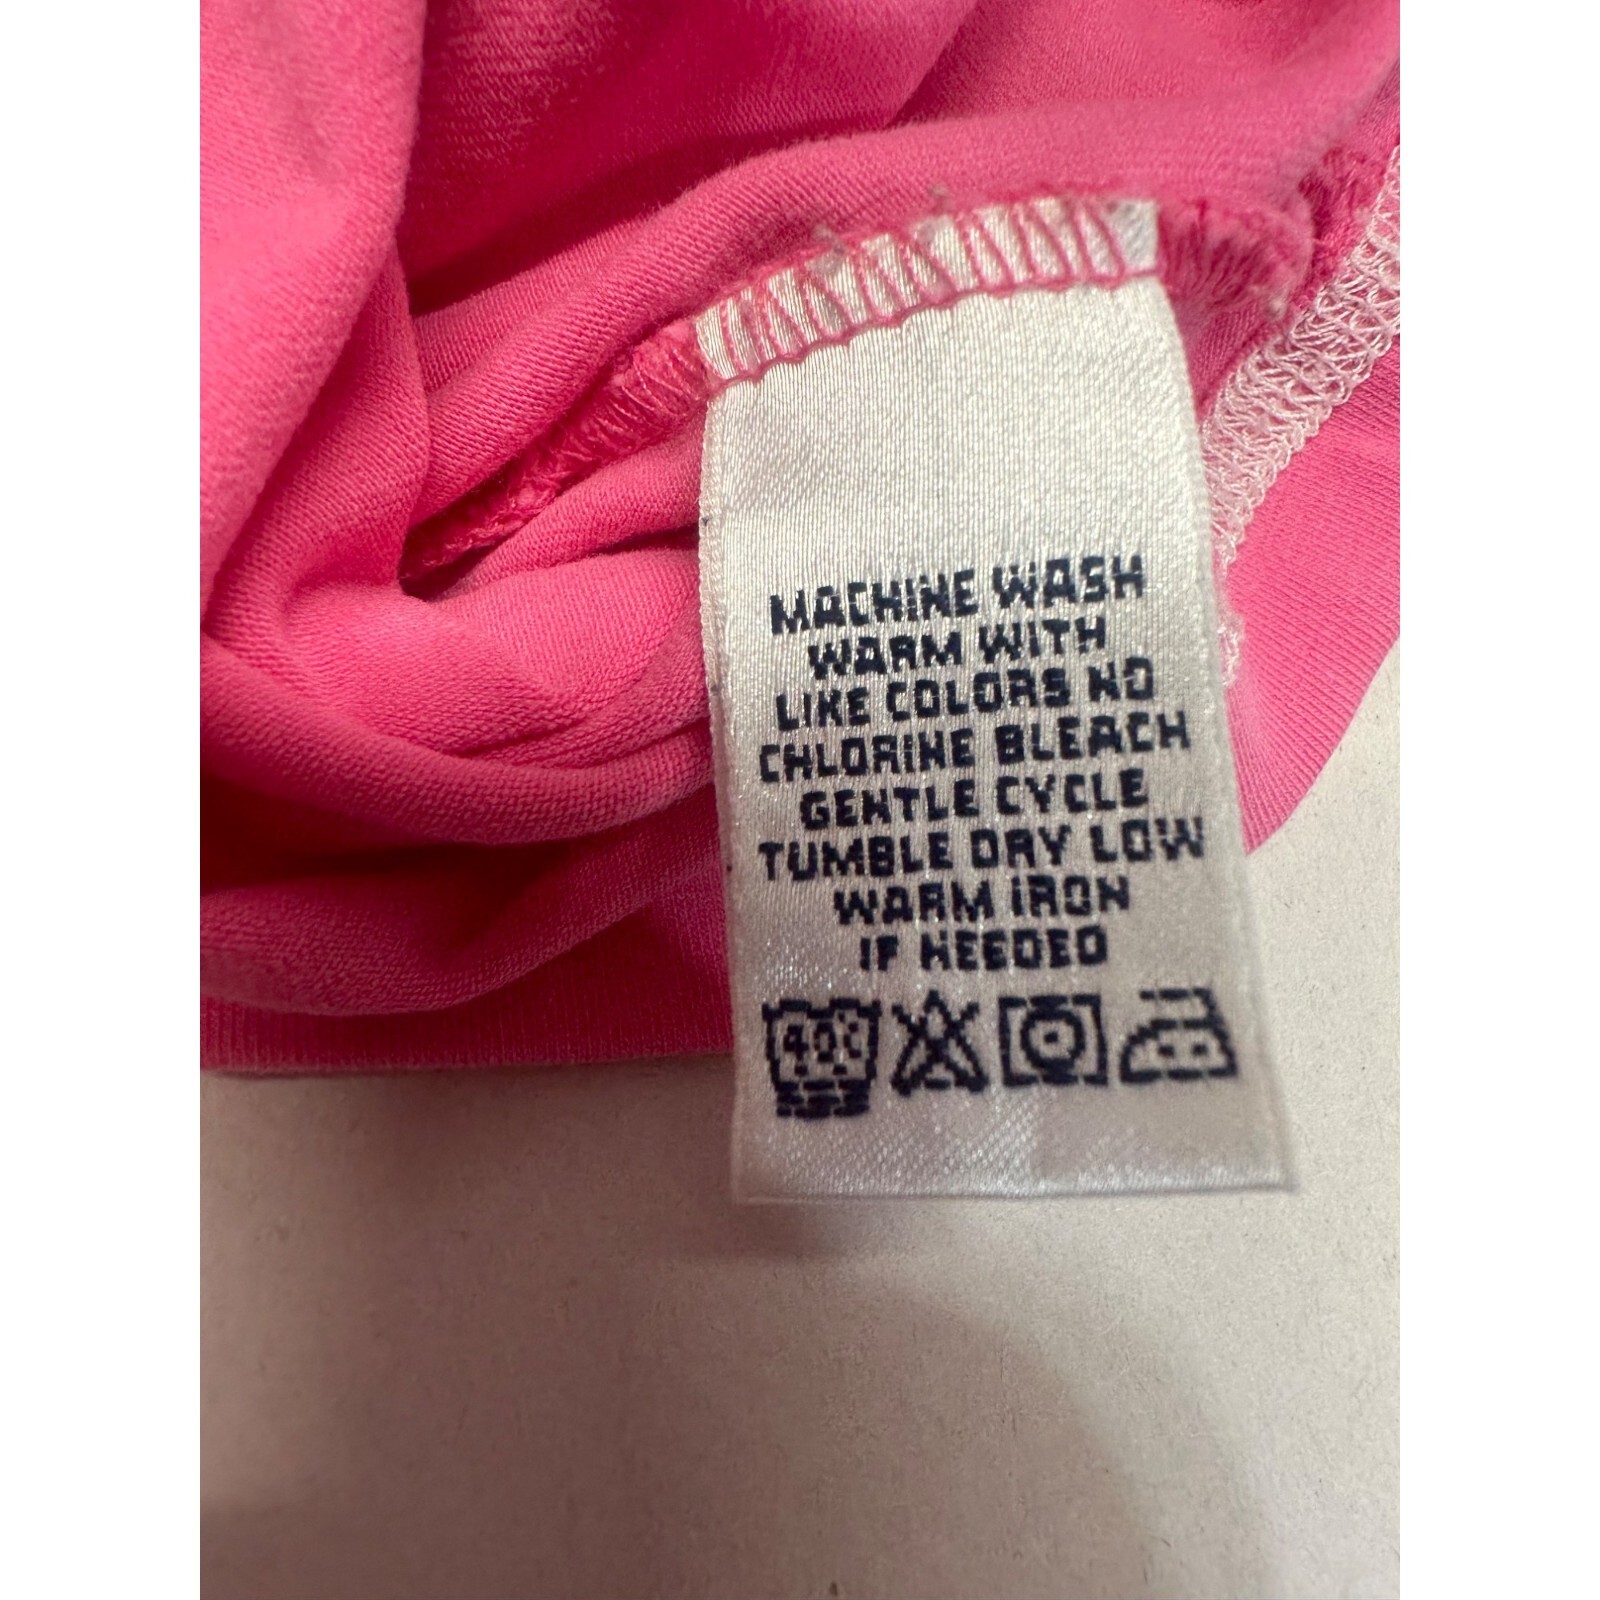 MACHINE WASH
WARM WITH
LIKE COLORS NO
CHLORINE BLEACH
GENTLE CYCLE
TUMBLE DRY LOW
WARM IRON
IF NEEDED
40°C